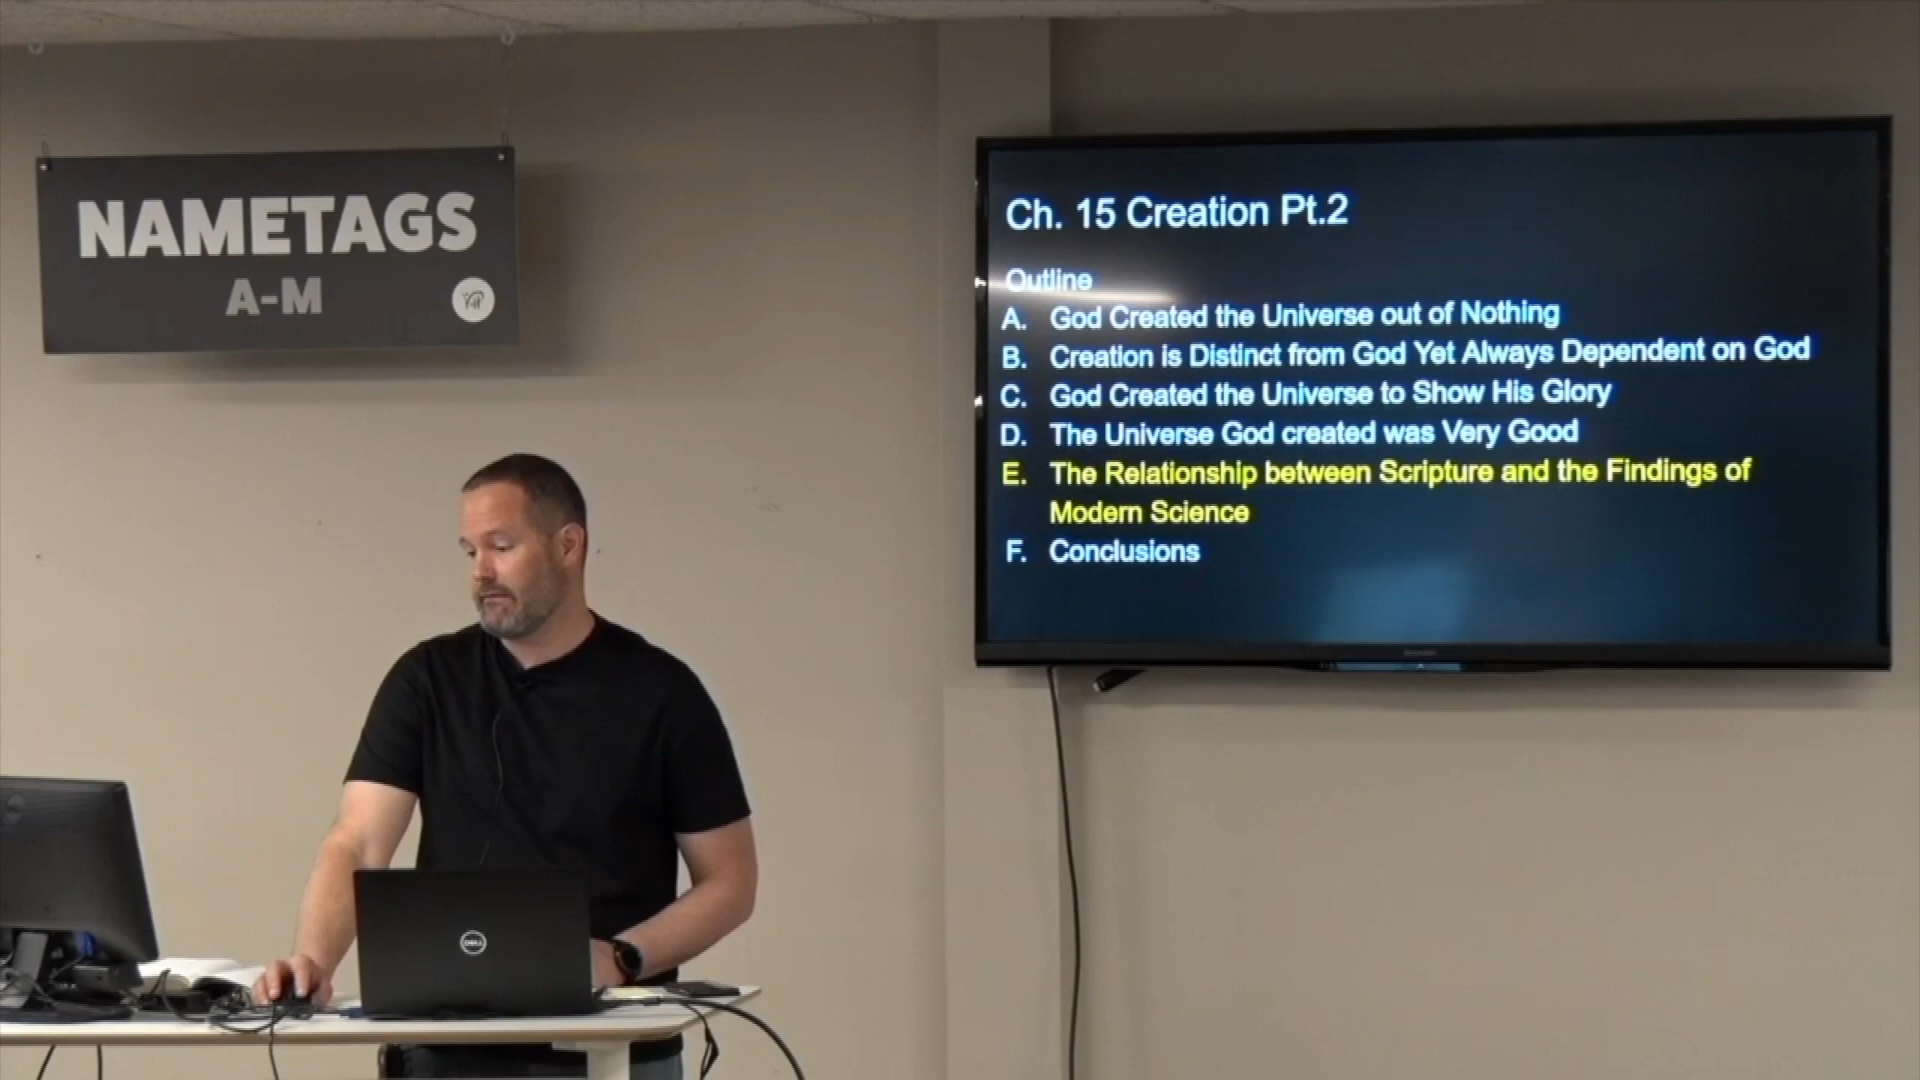 NAMETAGS
A-M
Ch. 15 Creation Pt.2
Outline
A. God Created the Universe out of Nothing
B. Creation is Distinct from God Yet Always Dependent on God
C. God Created the Universe to Show His Glory
D. The Universe God created was Very Good
E. The Relationship between Scripture and the Findings of
Modern Science
F. Conclusions
DELL